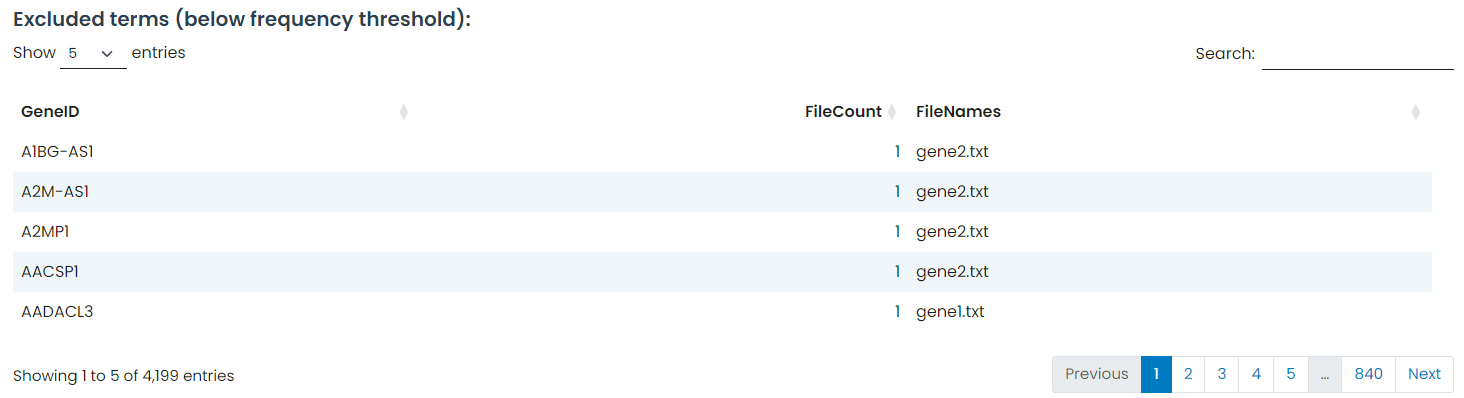 Excluded terms (below frequency threshold):
Show 5 entries Search:
GeneID FileCount FileNames
A1BG-AS1 1 gene2.txt
A2M-AS1 1 gene2.txt
A2MP1 1 gene2.txt
AACSP1 1 gene2.txt
AADACL3 1 gene1.txt
Showing 1 to 5 of 4,199 entries Previous 1 2 3 4 5 … 840 Next